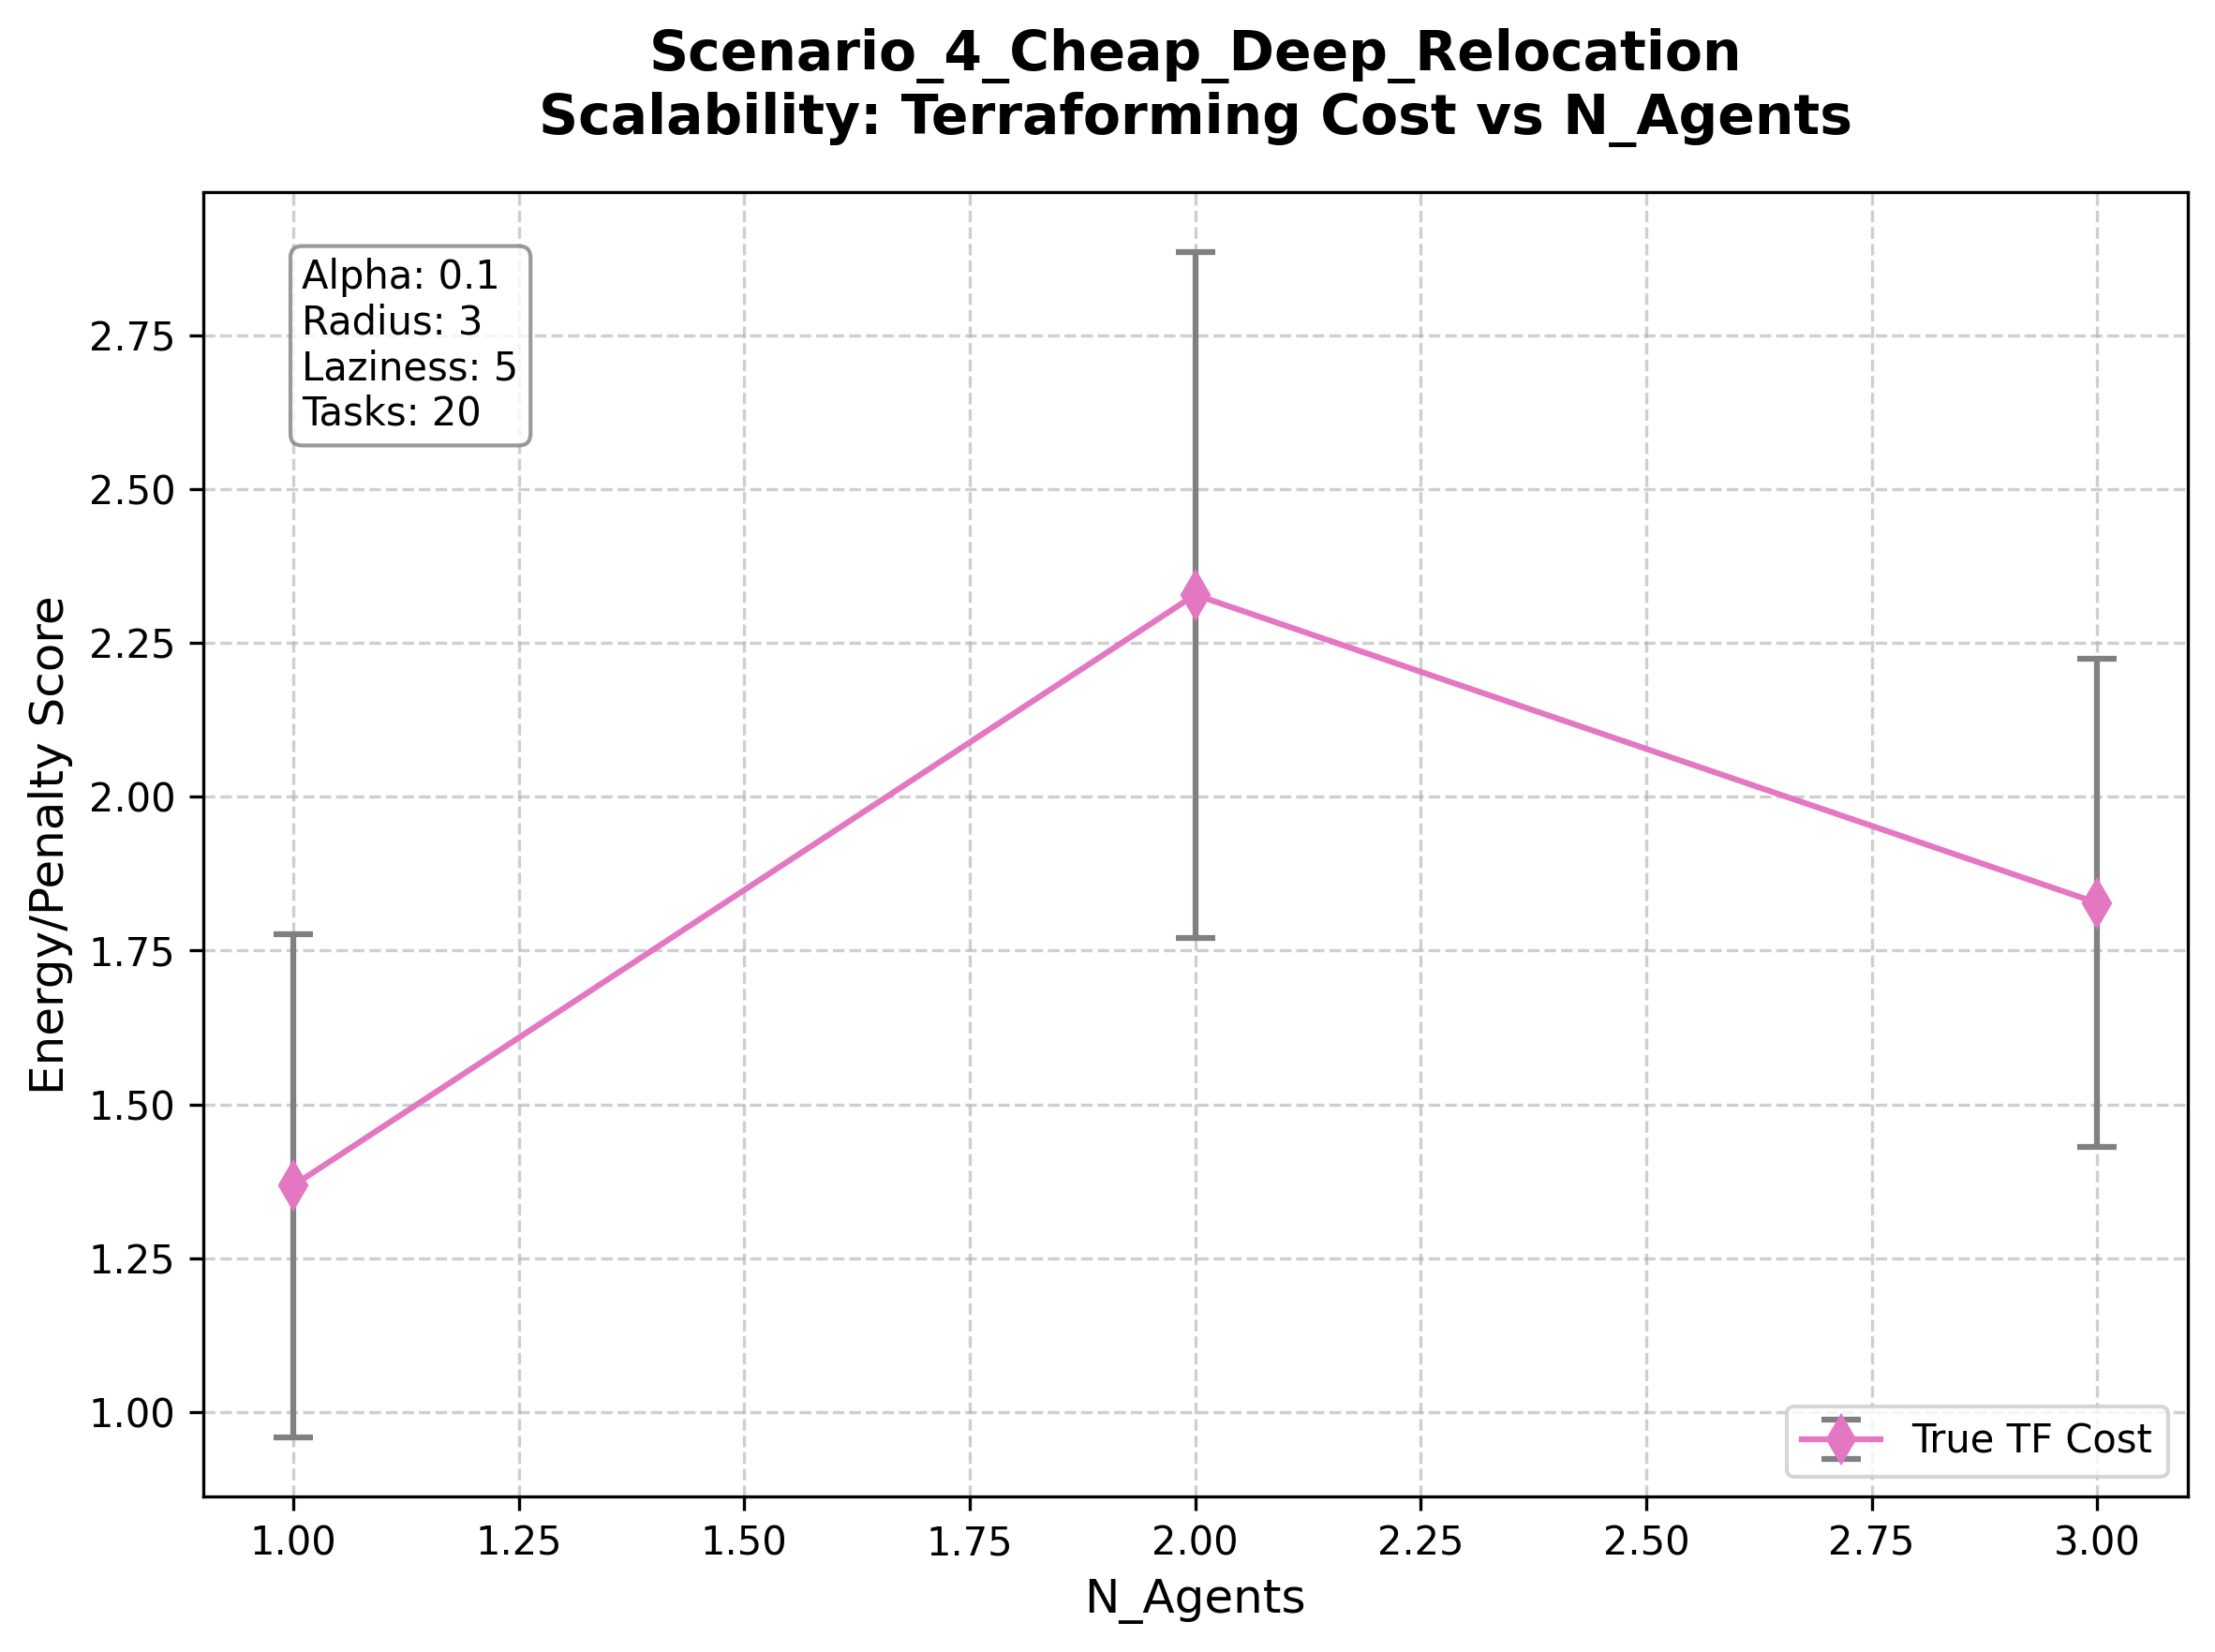 Scenario_4_Cheap_Deep_Relocation
Scalability: Terraforming Cost vs N_Agents
Alpha: 0.1
Radius: 3
Laziness: 5
Tasks: 20
Energy/Penalty Score
2.75
2.50
2.25
2.00
1.75
1.50
1.25
1.00
True TF Cost
1.00 1.25 1.50 1.75 2.00 2.25 2.50 2.75 3.00
N_Agents